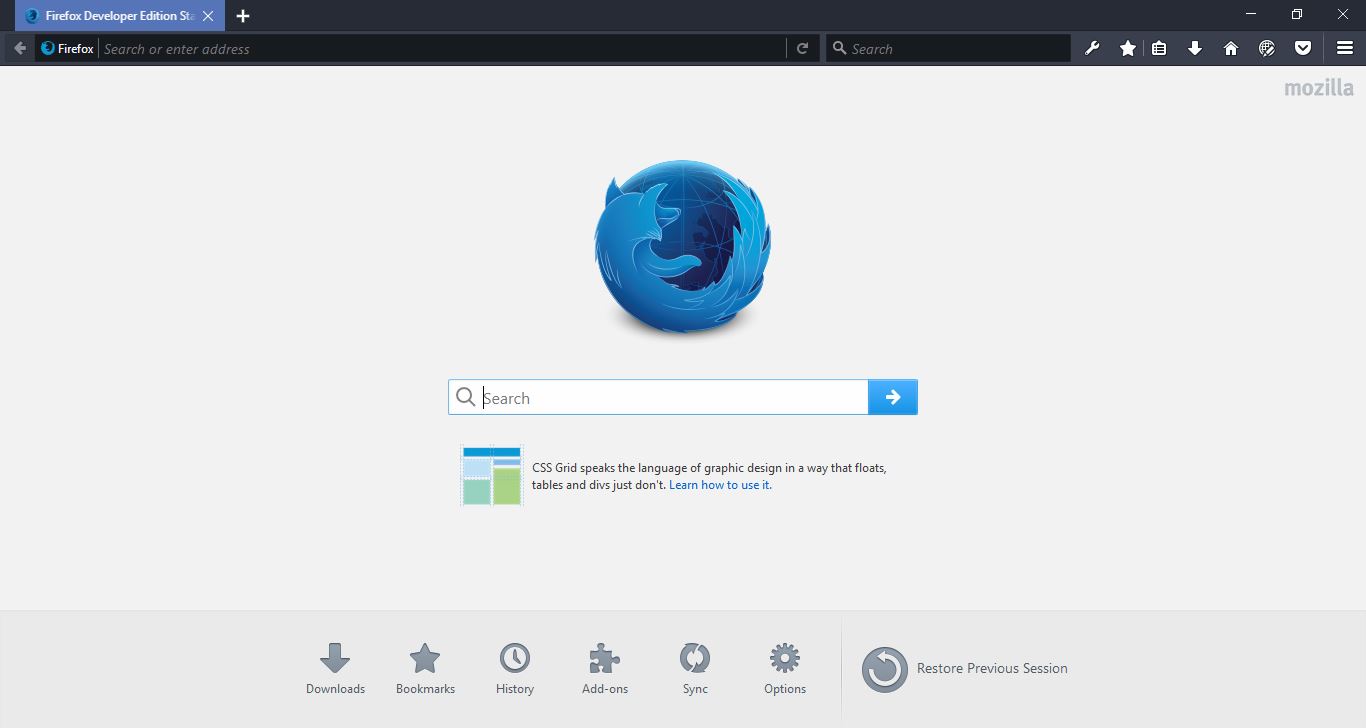 Firefox Developer Edition Sta
Firefox Search or enter address Search
mozilla
Search
CSS Grid speaks the language of graphic design in a way that floats,
tables and divs just don't. Learn how to use it.
Downloads Bookmarks History Add-ons Sync Options Restore Previous Session